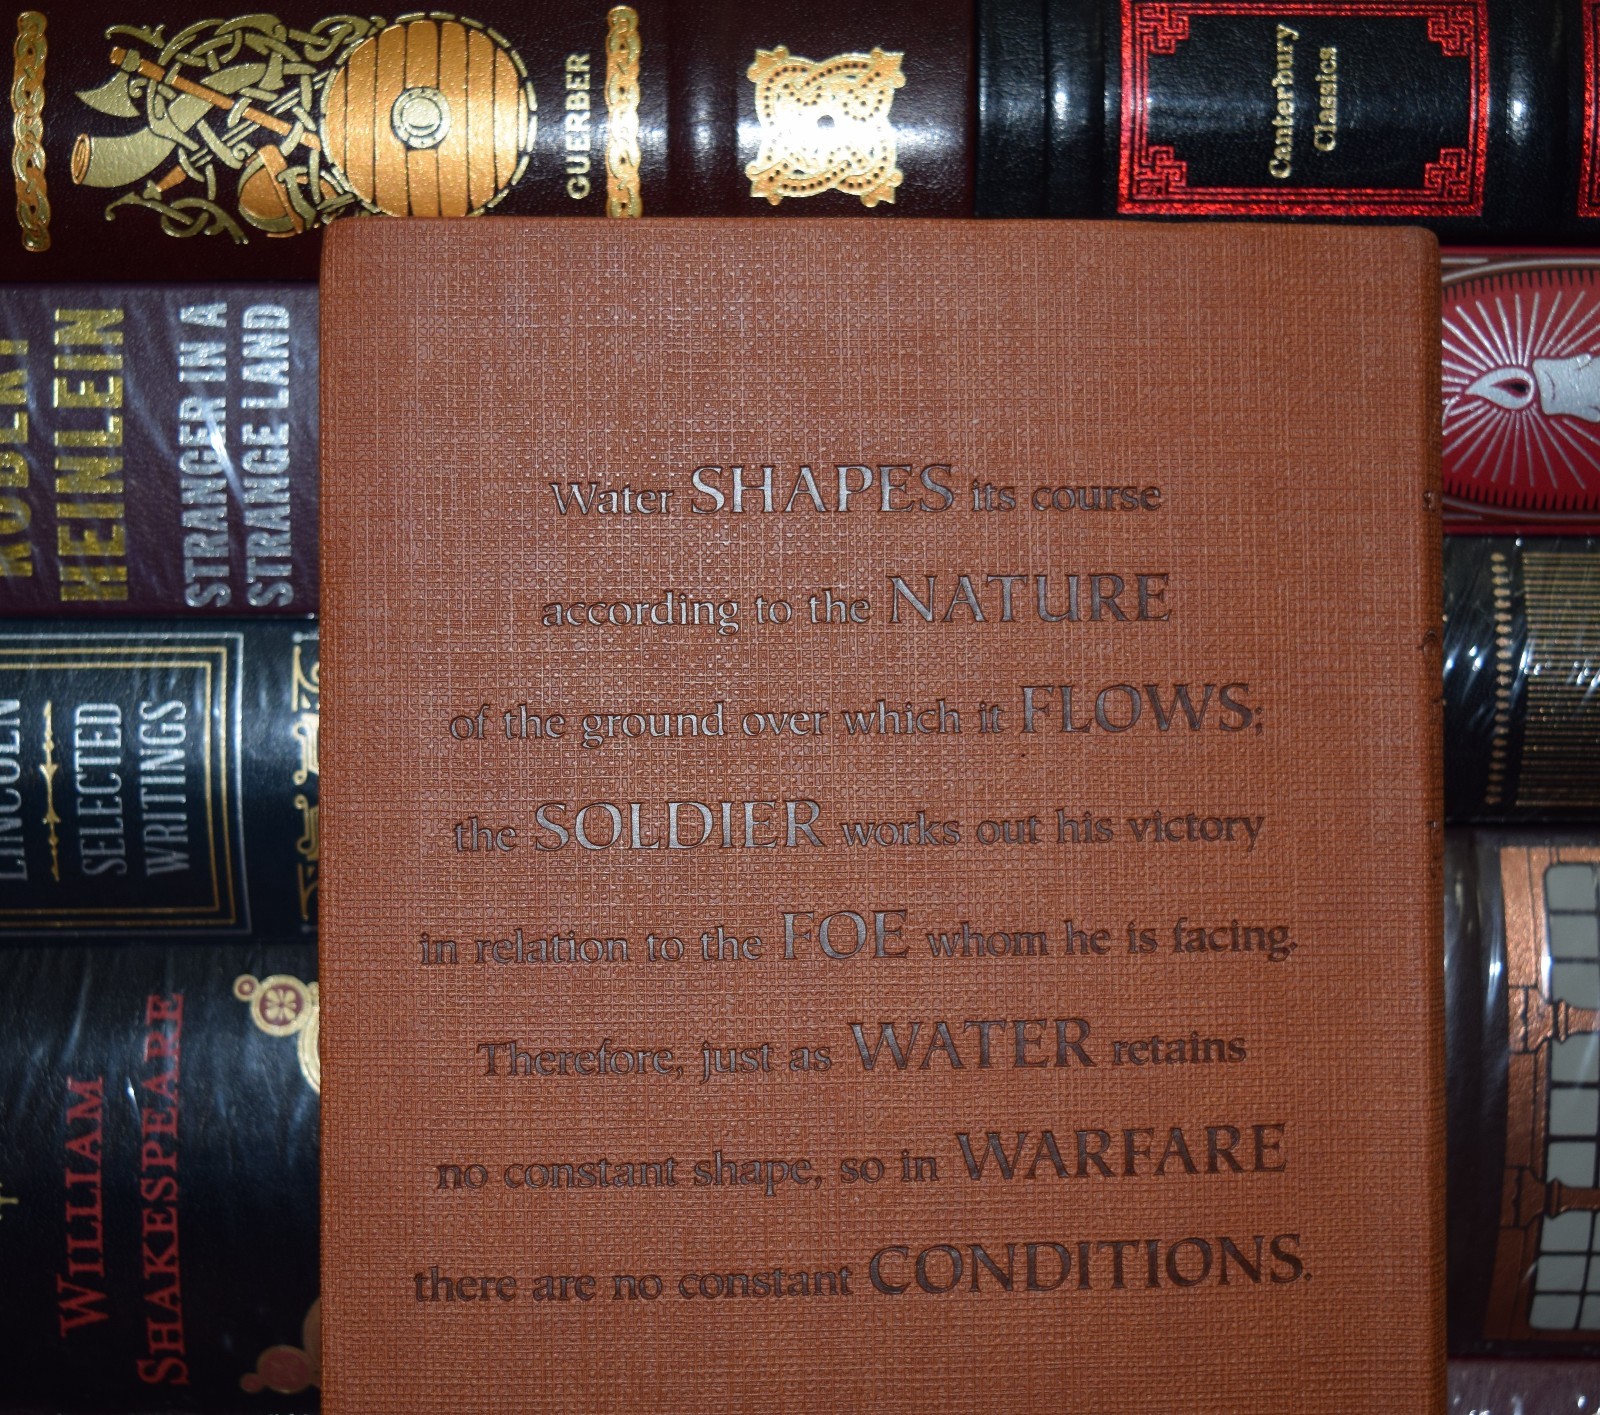 GUERBER
Canterbury
Classics
HEINLEIN
STRANGER IN A
STRANGE LAND
SELECTED
WRITINGS
WILLIAM
SHAKESPEARE
Water SHAPES its course
according to the NATURE
of the ground over which it FLOWS;
the SOLDIER works out his victory
in relation to the FOE whom he is facing.
Therefore, just as WATER retains
no constant shape, so in WARFARE
there are no constant CONDITIONS.